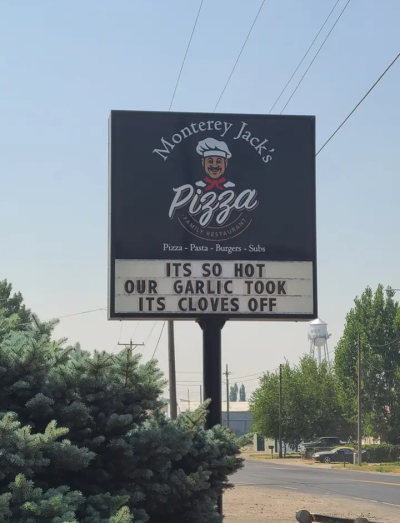 Monterey Jack's
Pizza
FAMILY RESTAURANT
Pizza - Pasta - Burgers - Subs
ITS SO HOT
OUR GARLIC TOOK
ITS CLOVES OFF